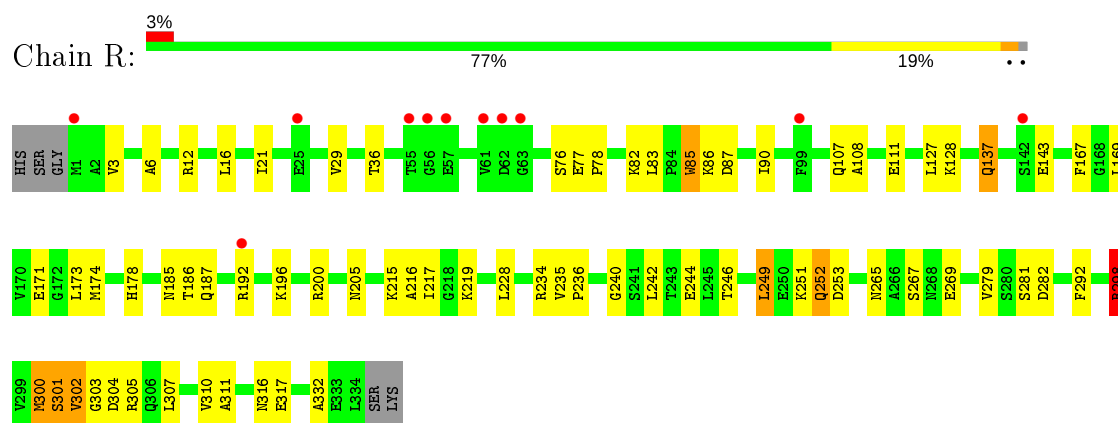 3%
Chain R:
77% 19% • •
HIS SER GLY M1 A2 V3 A6 R12 L16 I21 E25 V29 T36 T55 G56 E57 V61 D62 G63 S76 E77 P78 K82 L83 P84 W85 K86 D87 I90 F99 Q107 A108 E111 L127 K128 Q137 S142 E143 F167 G168 L169
V170 E171 G172 L173 M174 H178 N185 T186 Q187 R192 K196 R200 N205 K215 A216 I217 G218 K219 L228 R234 V235 P236 G240 S241 L242 T243 E244 L245 T246 L249 E250 K251 Q252 D253 N265 A266 S267 N268 E269 V279 S280 S281 D282 F292 R298
V299 M300 S301 V302 G303 D304 R305 Q306 L307 V310 A311 N316 E317 A332 E333 L334 SER LYS